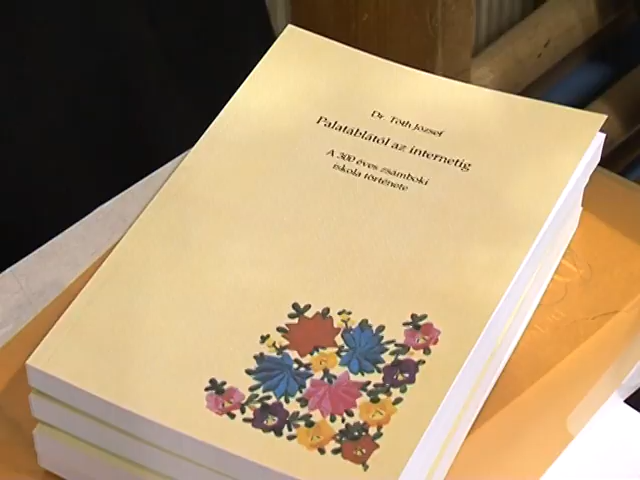 Dr. Tóth József
Palatáblától az internetig
A 300 éves zsámboki
iskola története